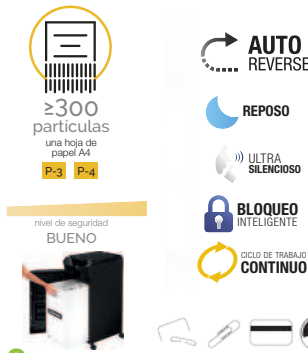 ≥300
partículas
una hoja de
papel A4
P-3 P-4
nivel de seguridad
BUENO
AUTO
REVERSE
REPOSO
ULTRA
SILENCIOSO
BLOQUEO
INTELIGENTE
CICLO DE TRABAJO
CONTINUO